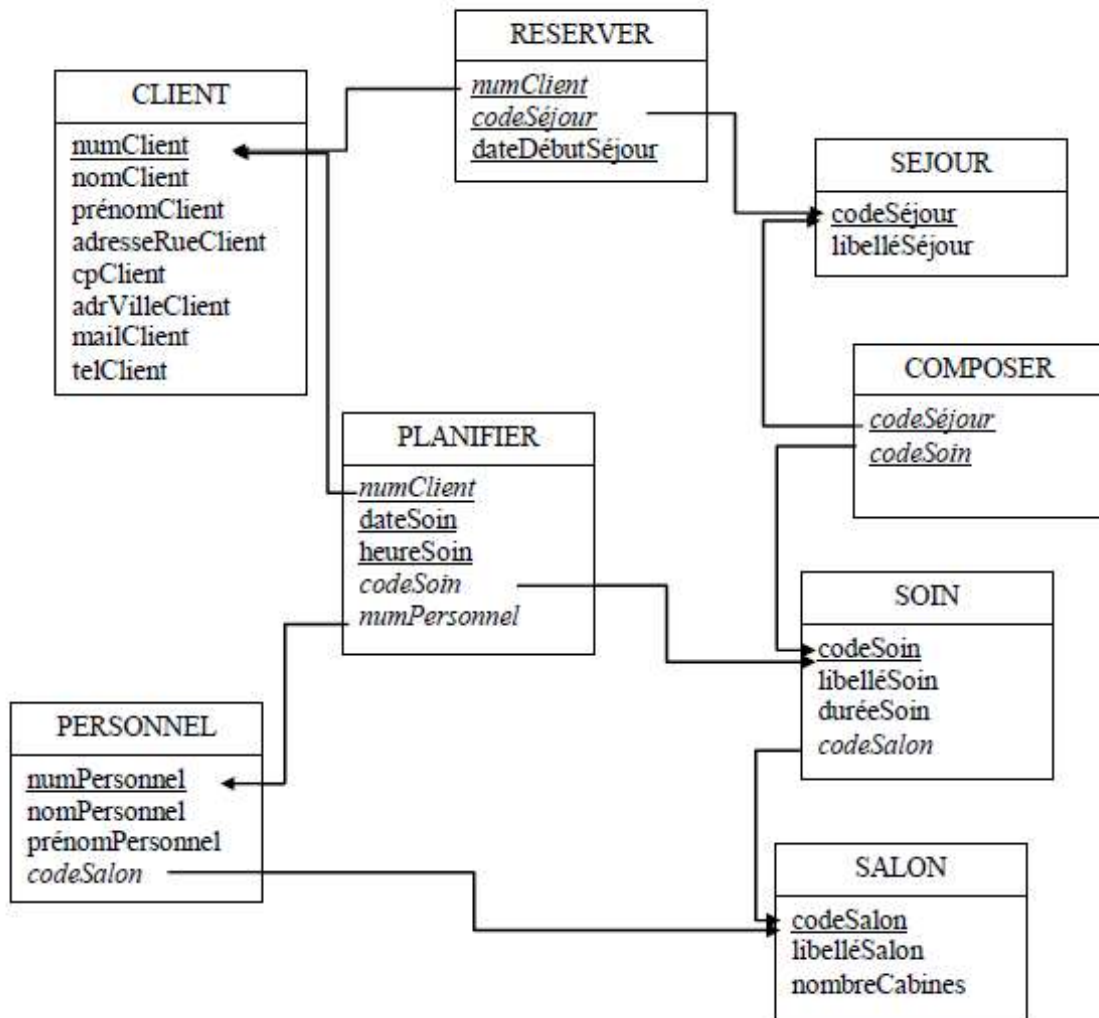 RESERVER
numClient
codeSéjour
dateDébutSéjour
CLIENT
numClient
nomClient
prénomClient
adresseRueClient
cpClient
adrVilleClient
mailClient
telClient
SEJOUR
codeSéjour
libelléSéjour
COMPOSER
codeSéjour
codeSoin
PLANIFIER
numClient
dateSoin
heureSoin
codeSoin
numPersonnel
SOIN
codeSoin
libelléSoin
duréeSoin
codeSalon
PERSONNEL
numPersonnel
nomPersonnel
prénomPersonnel
codeSalon
SALON
codeSalon
libelléSalon
nombreCabines